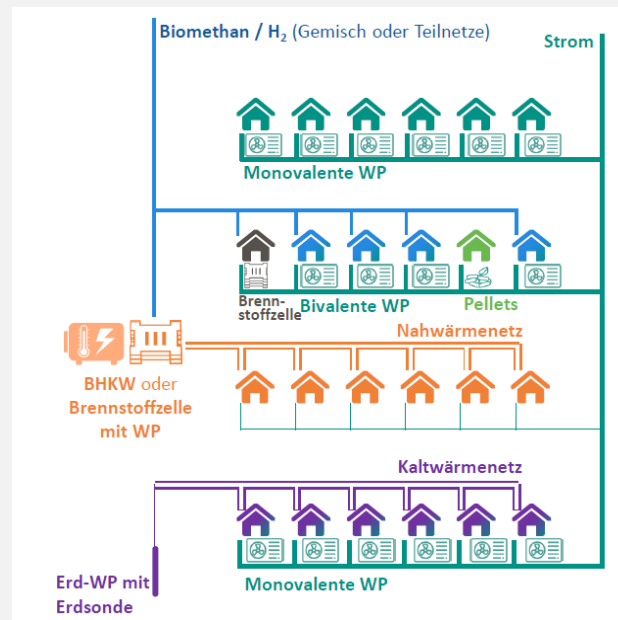 Biomethan / H₂ (Gemisch oder Teilnetze)
Strom
Monovalente WP
Brenn-
stoffzelle
Bivalente WP
Pellets
Nahwärmenetz
BHKW oder
Brennstoffzelle
mit WP
Kaltwärmenetz
Erd-WP mit
Erdsonde
Monovalente WP